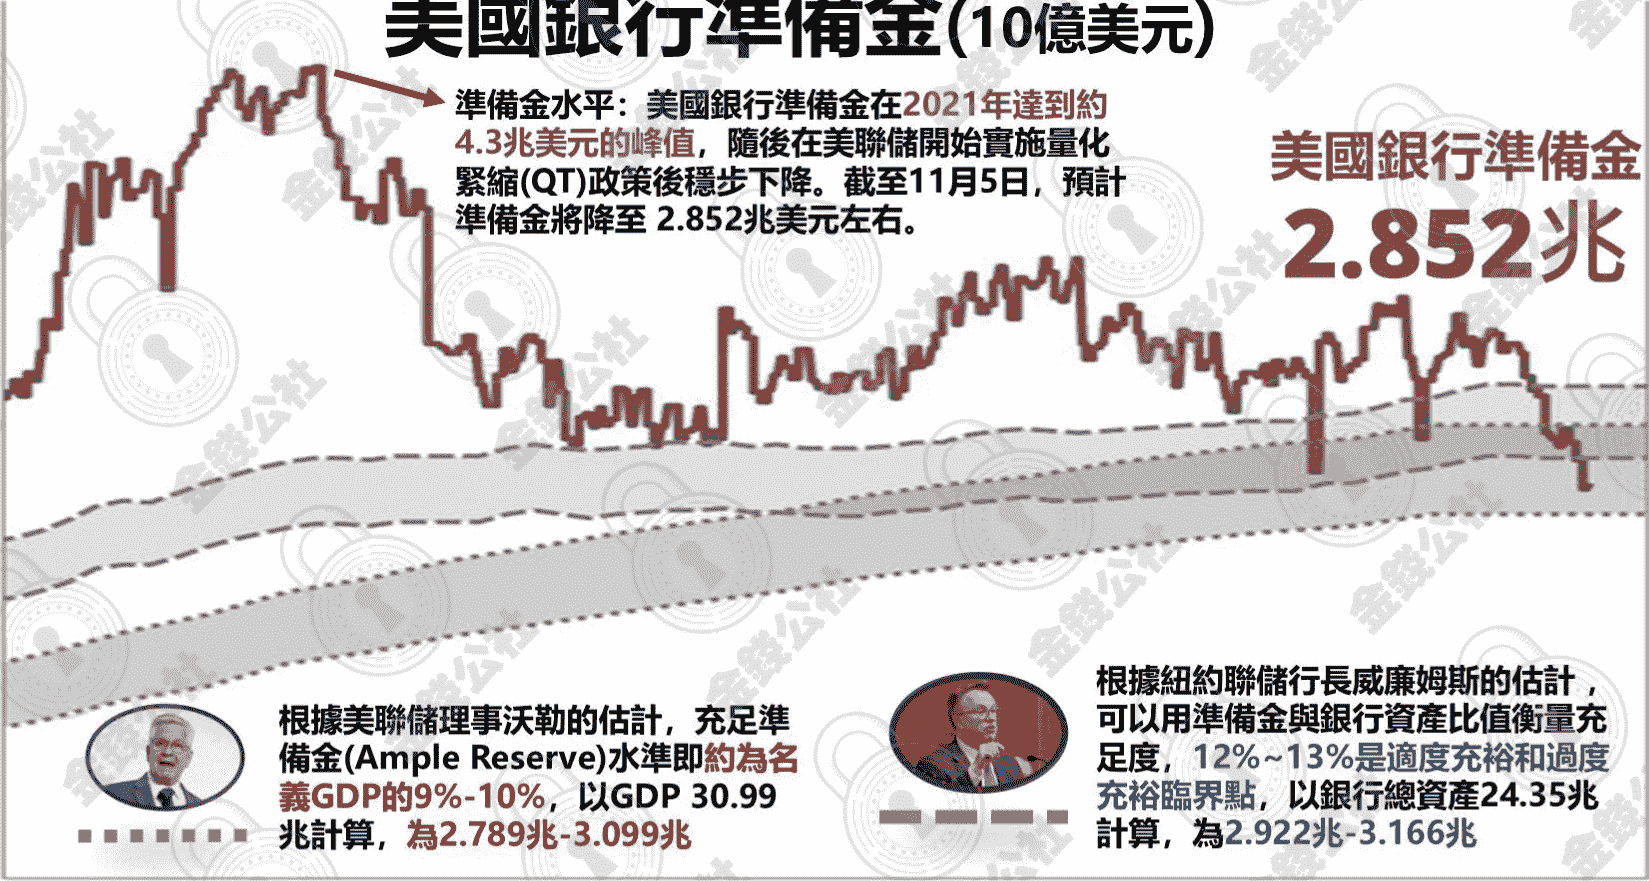 美國銀行準備金(10億美元)
準備金水平：美國銀行準備金在2021年達到約
4.3兆美元的峰值，隨後在美聯儲開始實施量化
緊縮(QT)政策後穩步下降。截至11月5日，預計
準備金將降至 2.852兆美元左右。
美國銀行準備金
2.852兆
根據美聯儲理事沃勒的估計，充足準
備金(Ample Reserve)水準即約為名
義GDP的9%-10%，以GDP 30.99
兆計算，為2.789兆-3.099兆
根據紐約聯儲行長威廉姆斯的估計，
可以用準備金與銀行資產比值衡量充
足度，12%~13%是適度充裕和過度
充裕臨界點，以銀行總資產24.35兆
計算，為2.922兆-3.166兆
金錢公社